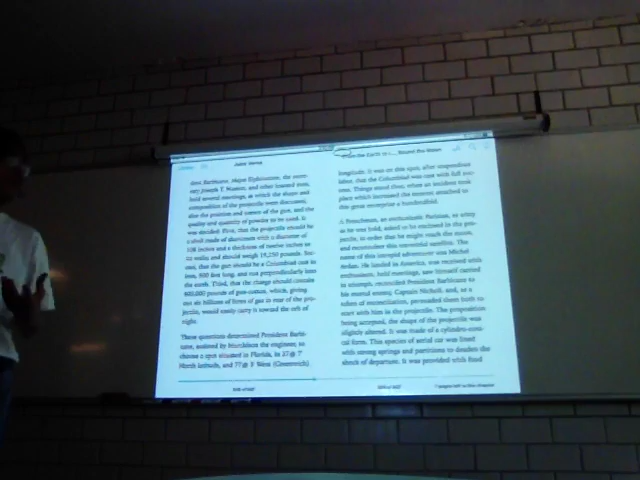 Jules Verne
From the Earth to t... Round the Moon
dent Barbicane, Major Elphinstone, the secre-
tary Joseph T. Maston, and other learned men,
held several meetings, at which the shape and
composition of the projectile were discussed,
also the position and nature of the gun, and the
quality and quantity of powder to be used. It
was decided: First, that the projectile should be
a shell made of aluminum with a diameter of
108 inches and a thickness of twelve inches to
its walls; and should weigh 19,250 pounds. Sec-
ond, that the gun should be a Columbiad cast in
iron, 900 feet long, and run perpendicularly into
the earth. Third, that the charge should contain
400,000 pounds of gun-cotton, which, giving
out six billions of litres of gas in rear of the pro-
jectile, would easily carry it toward the orb of
night.
These questions determined President Barbi-
cane, assisted by Murchison the engineer, to
choose a spot situated in Florida, in 27@ 7'
North latitude, and 77@ 3' West (Greenwich)
longitude. It was on this spot, after stupendous
labor, that the Columbiad was cast with full suc-
cess. Things stood thus, when an incident took
place which increased the interest attached to
this great enterprise a hundredfold.
A Frenchman, an enthusiastic Parisian, as witty
as he was bold, asked to be enclosed in the pro-
jectile, in order that he might reach the moon,
and reconnoiter this terrestrial satellite. The
name of this intrepid adventurer was Michel
Ardan. He landed in America, was received with
enthusiasm, held meetings, saw himself carried
in triumph, reconciled President Barbicane to
his mortal enemy, Captain Nicholl, and, as a
token of reconciliation, persuaded them both to
start with him in the projectile. The proposition
being accepted, the shape of the projectile was
slightly altered. It was made of a cylindro-coni-
cal form. This species of aerial car was lined
with strong springs and partitions to deaden the
shock of departure. It was provided with food